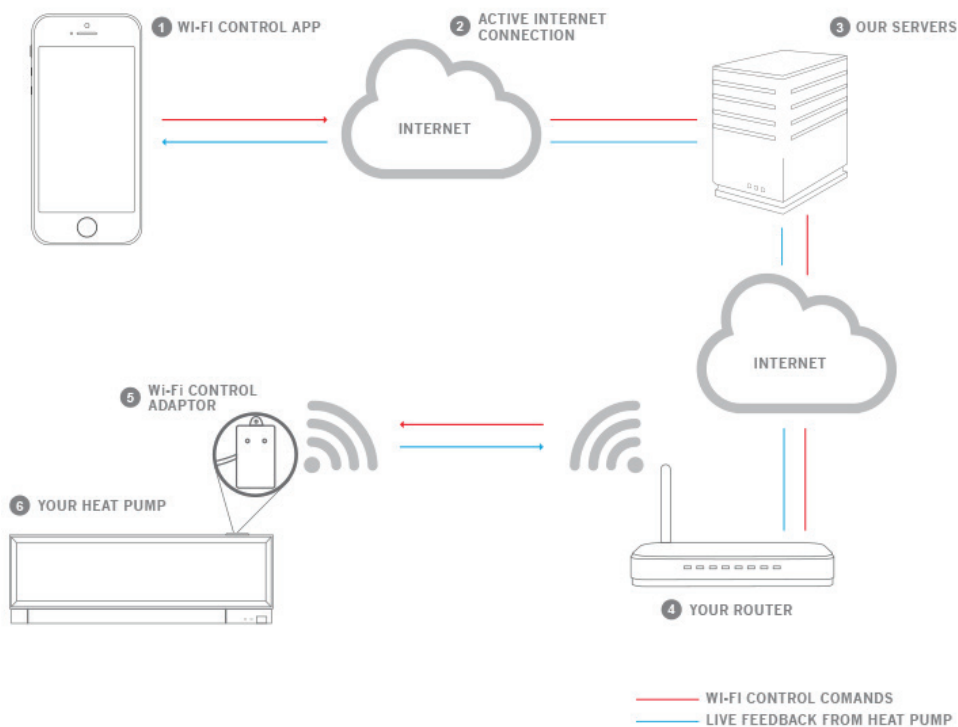 1 WI-FI CONTROL APP
2 ACTIVE INTERNET
CONNECTION
3 OUR SERVERS
INTERNET
INTERNET
5 Wi-Fi CONTROL
ADAPTOR
6 YOUR HEAT PUMP
4 YOUR ROUTER
WI-FI CONTROL COMANDS
LIVE FEEDBACK FROM HEAT PUMP